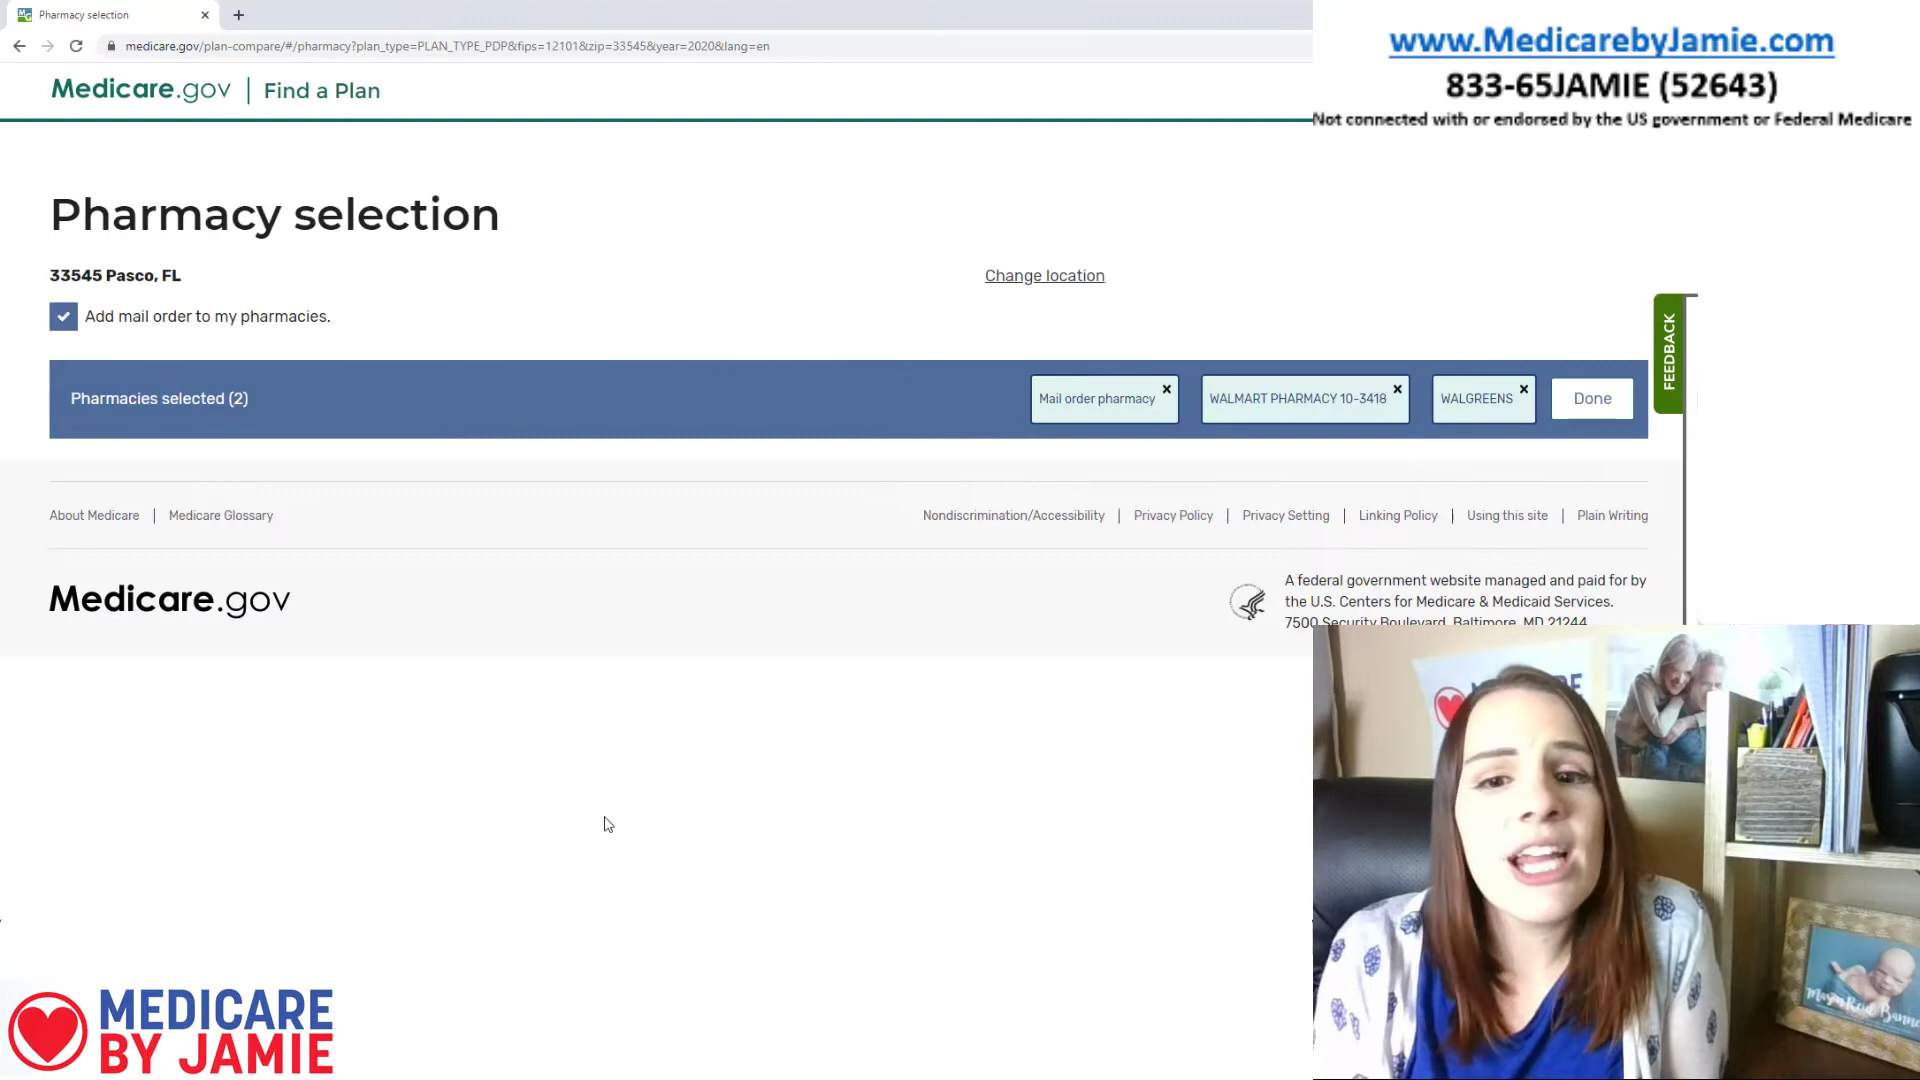 Pharmacy selection
medicare.gov/plan-compare/#/pharmacy?plan_type=PLAN_TYPE_PDP&fips=12101&zip=33545&year=2020&lang=en
www.MedicarebyJamie.com
833-65JAMIE (52643)
Not connected with or endorsed by the US government or Federal Medicare
Medicare.gov | Find a Plan
Pharmacy selection
33545 Pasco, FL
Change location
Add mail order to my pharmacies.
FEEDBACK
Pharmacies selected (2)
Mail order pharmacy
WALMART PHARMACY 10-3418
WALGREENS
Done
About Medicare | Medicare Glossary
Nondiscrimination/Accessibility | Privacy Policy | Privacy Setting | Linking Policy | Using this site | Plain Writing
Medicare.gov
A federal government website managed and paid for by
the U.S. Centers for Medicare & Medicaid Services.
7500 Security Boulevard, Baltimore, MD 21244
MEDICARE
BY JAMIE